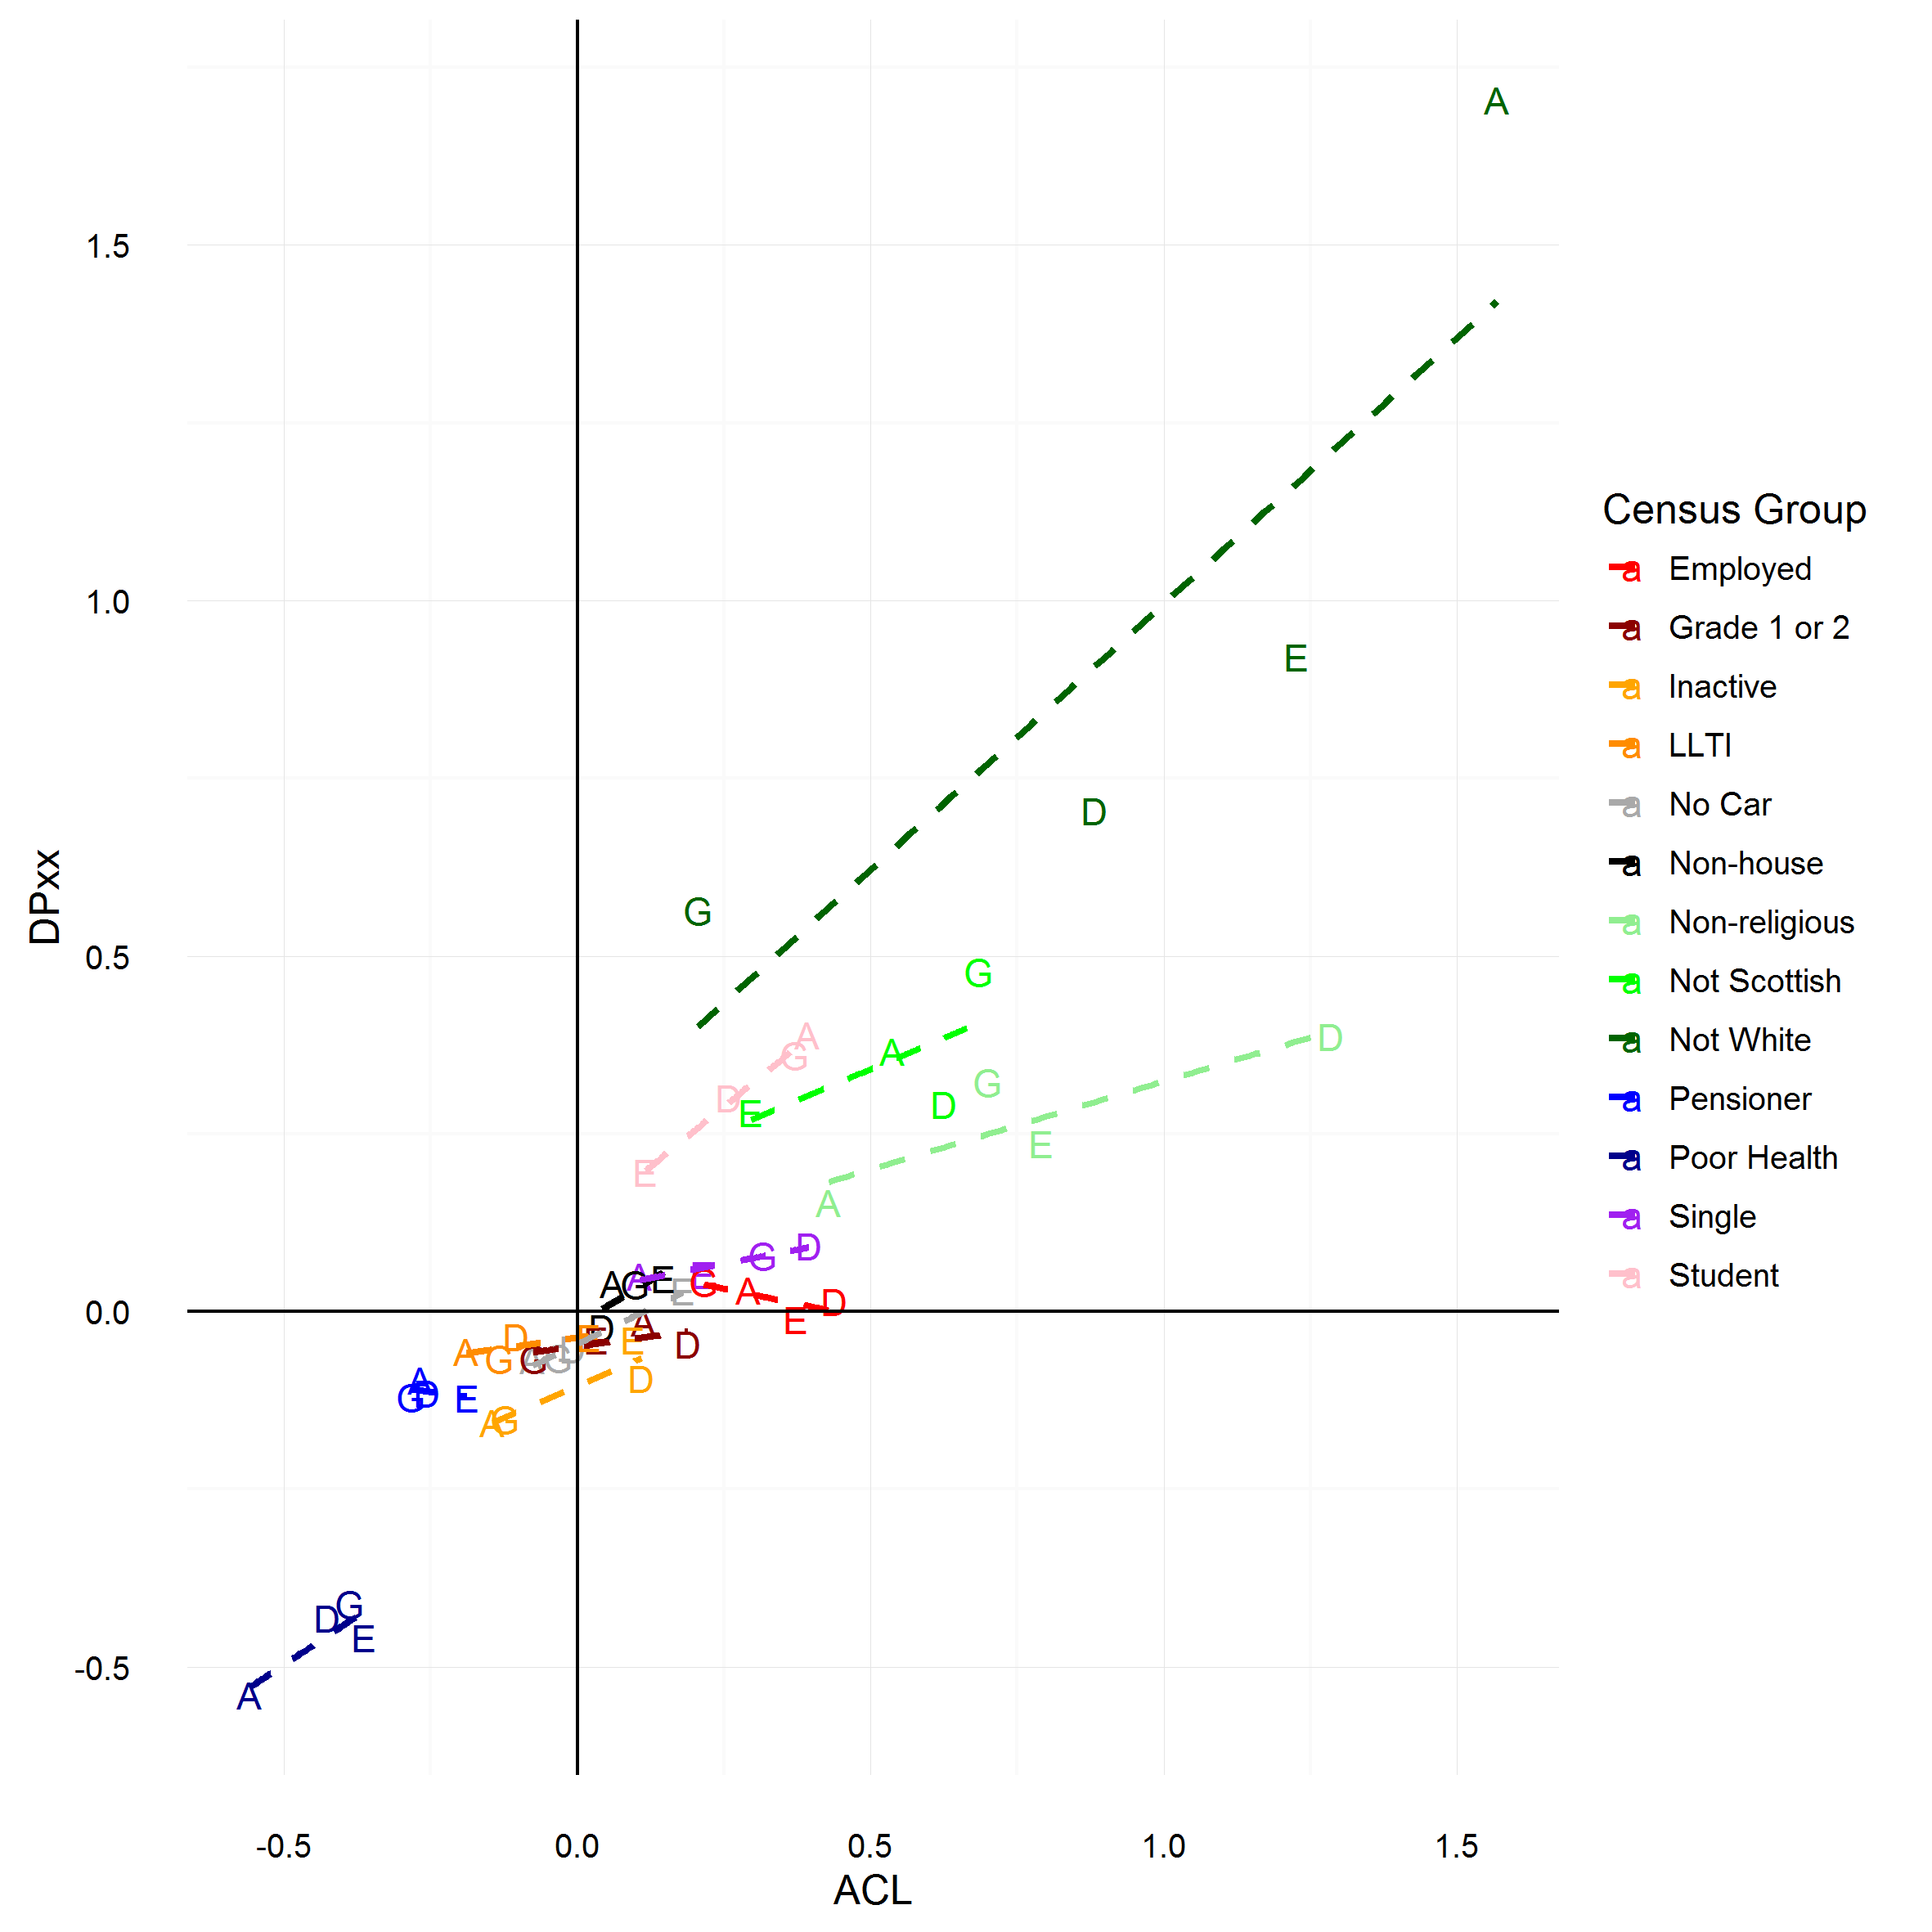 A
1.5
Census Group
a Employed
1.0
a Grade 1 or 2
E
a Inactive
a LLTI
D
a No Car
a Non-house
G
DPxx
a Non-religious
0.5
G
a Not Scottish
A
G
A
D
a Not White
D
G
E
D
a Pensioner
E
E
a Poor Health
A
a Single
G
D
A
G
E
A
E
E
G
A
D
E
a Student
0.0
D
A
E
E
D
E
D
A
G
G
A
G
D
A
G
D
E
D
A
G
G
D
E
A
-0.5
-0.5
0.0
0.5
1.0
1.5
ACL